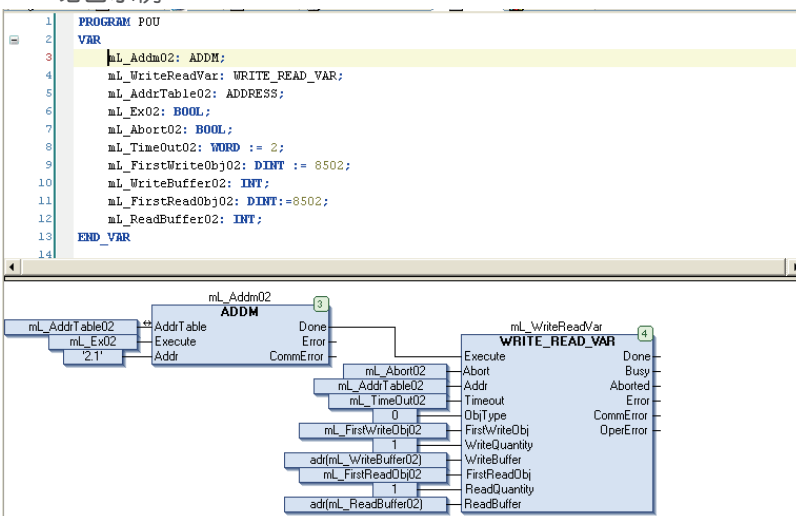 1 PROGRAM POU
2 VAR
3 mL_Addm02: ADDM;
4 mL_WriteReadVar: WRITE_READ_VAR;
5 mL_AddrTable02: ADDRESS;
6 mL_Ex02: BOOL;
7 mL_Abort02: BOOL;
8 mL_TimeOut02: WORD := 2;
9 mL_FirstWriteObj02: DINT := 8502;
10 mL_WriteBuffer02: INT;
11 mL_FirstReadObj02: DINT:=8502;
12 mL_ReadBuffer02: INT;
13 END_VAR
14
mL_Addm02
3
ADDM
mL_AddrTable02 AddrTable Done
mL_Ex02 Execute Error
'2.1' Addr CommError
mL_WriteReadVar
4
WRITE_READ_VAR
Execute Done
mL_Abort02 Abort Busy
mL_AddrTable02 Addr Aborted
mL_TimeOut02 Timeout Error
0 ObjType CommError
mL_FirstWriteObj02 FirstWriteObj OperError
1 WriteQuantity
adr(mL_WriteBuffer02) WriteBuffer
mL_FirstReadObj02 FirstReadObj
1 ReadQuantity
adr(mL_ReadBuffer02) ReadBuffer